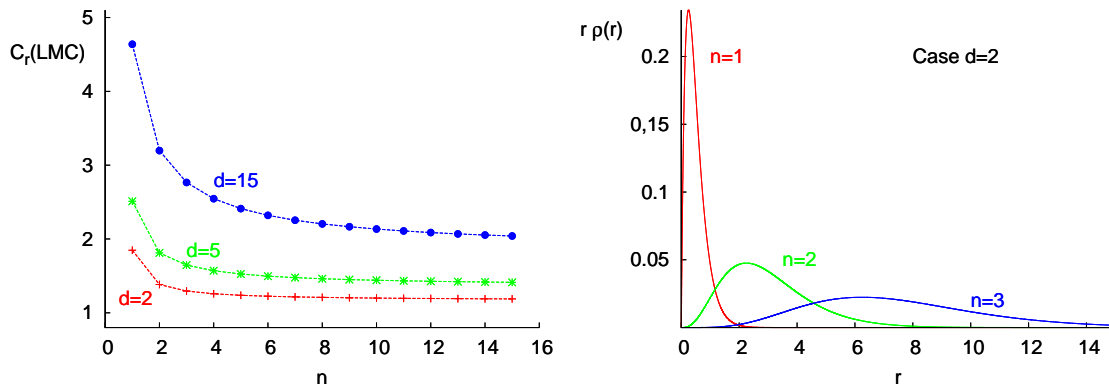 C_r(LMC)
5
4
3
2
1
d=15
d=5
d=2
0 2 4 6 8 10 12 14 16
n
r ρ(r)
Case d=2
0.2
0,15
0.1
0.05
n=1
n=2
n=3
0 2 4 6 8 10 12 14
r